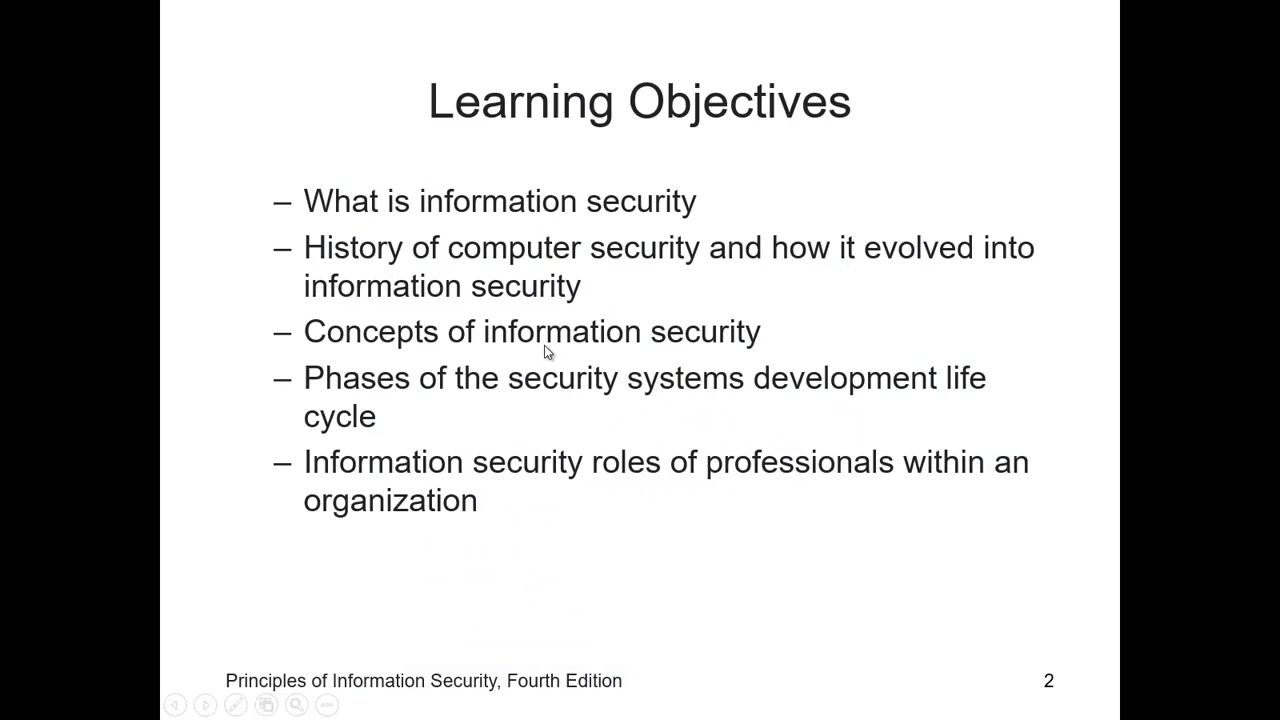 Learning Objectives
– What is information security
– History of computer security and how it evolved into
information security
– Concepts of information security
– Phases of the security systems development life
cycle
– Information security roles of professionals within an
organization
Principles of Information Security, Fourth Edition
2